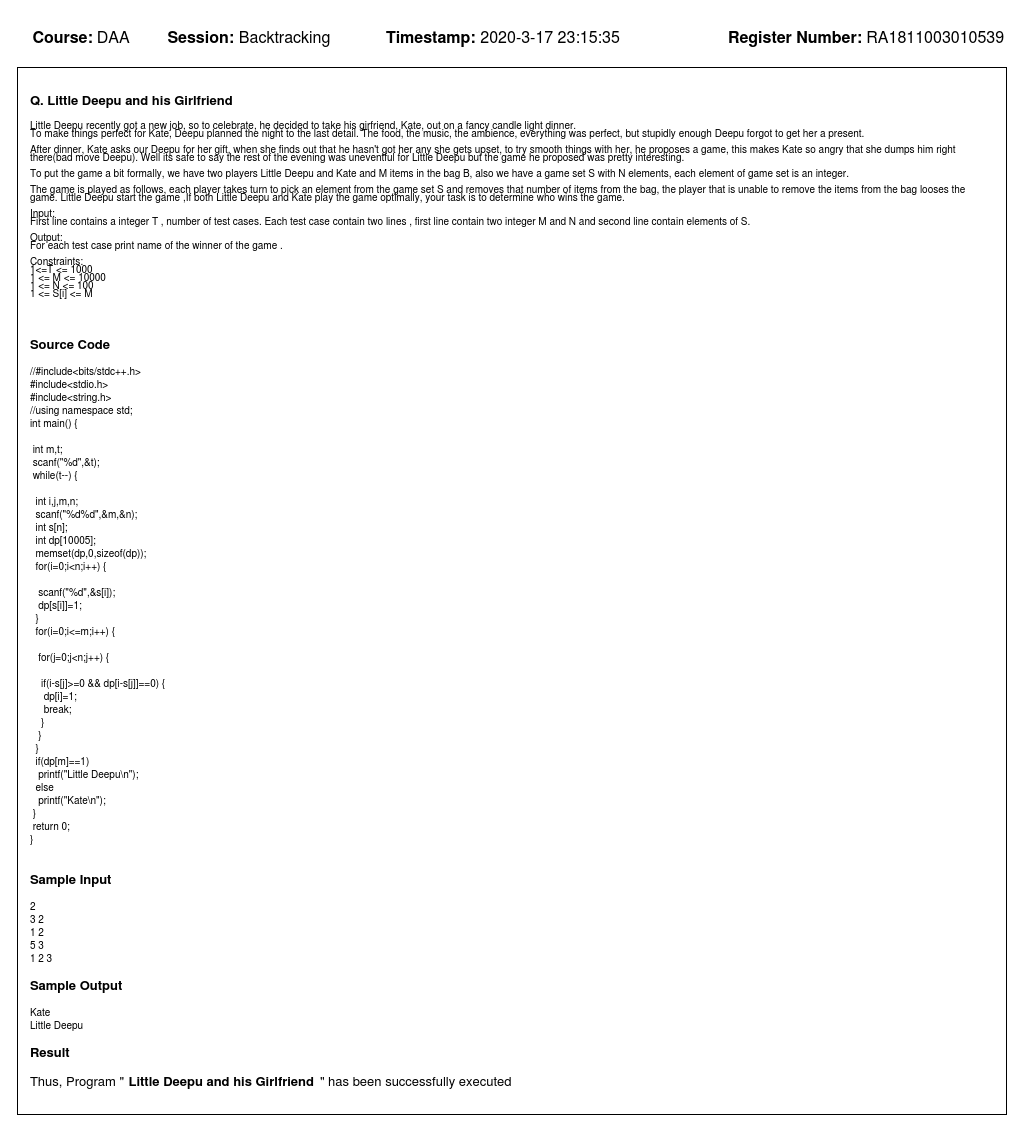 Course: DAA Session: Backtracking Timestamp: 2020-3-17 23:15:35 Register Number: RA1811003010539
Q. Little Deepu and his Girlfriend
Little Deepu recently got a new job, so to celebrate, he decided to take his girfriend, Kate, out on a fancy candle light dinner.
To make things perfect for Kate, Deepu planned the night to the last detail. The food, the music, the ambience, everything was perfect, but stupidly enough Deepu forgot to get her a present.
After dinner, Kate asks our Deepu for her gift, when she finds out that he hasn't got her any she gets upset, to try smooth things with her, he proposes a game, this makes Kate so angry that she dumps him right
there(bad move Deepu). Well its safe to say the rest of the evening was uneventful for Little Deepu but the game he proposed was pretty interesting.
To put the game a bit formally, we have two players Little Deepu and Kate and M items in the bag B, also we have a game set S with N elements, each element of game set is an integer.
The game is played as follows, each player takes turn to pick an element from the game set S and removes that number of items from the bag, the player that is unable to remove the items from the bag looses the
game. Little Deepu start the game ,if both Little Deepu and Kate play the game optimally, your task is to determine who wins the game.
Input:
First line contains a integer T , number of test cases. Each test case contain two lines , first line contain two integer M and N and second line contain elements of S.
Output:
For each test case print name of the winner of the game .
Constraints:
1<=T <= 1000
1 <= M <= 10000
1 <= N <= 100
1 <= S[i] <= M
Source Code
//#include<bits/stdc++.h>
#include<stdio.h>
#include<string.h>
//using namespace std;
int main() {
int m,t;
scanf("%d",&t);
while(t--) {
int i,j,m,n;
scanf("%d%d",&m,&n);
int s[n];
int dp[10005];
memset(dp,0,sizeof(dp));
for(i=0;i<n;i++) {
scanf("%d",&s[i]);
dp[s[i]]=1;
}
for(i=0;i<=m;i++) {
for(j=0;j<n;j++) {
if(i-s[j]>=0 && dp[i-s[j]]==0) {
dp[i]=1;
break;
}
}
}
if(dp[m]==1)
printf("Little Deepu\n");
else
printf("Kate\n");
}
return 0;
}
Sample Input
2
3 2
1 2
5 3
1 2 3
Sample Output
Kate
Little Deepu
Result
Thus, Program " Little Deepu and his Girlfriend " has been successfully executed